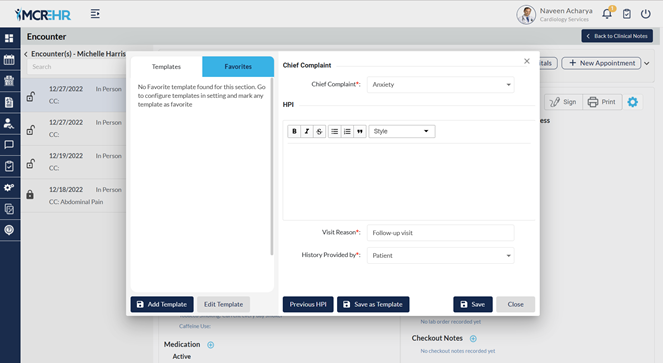 MCREHR
Naveen Acharya
Cardiology Services
Encounter
Back to Clinical Notes
Encounter(s) - Michelle Harris
Search
12/27/2022 In Person
CC:
12/27/2022 In Person
CC:
12/19/2022 In Person
CC:
12/18/2022 In Person
CC: Abdominal Pain
Templates
Favorites
No Favorite template found for this section. Go
to configure templates in setting and mark any
template as favorite
Add Template
Edit Template
Chief Complaint
Chief Complaint*: Anxiety
HPI
B I S
Style
Visit Reason*: Follow-up visit
History Provided by*: Patient
Previous HPI
Save as Template
Save
Close
New Appointment
Sign
Print
Caffeine Use:
Medication
Active
No lab order recorded yet
Checkout Notes
No checkout notes recorded yet